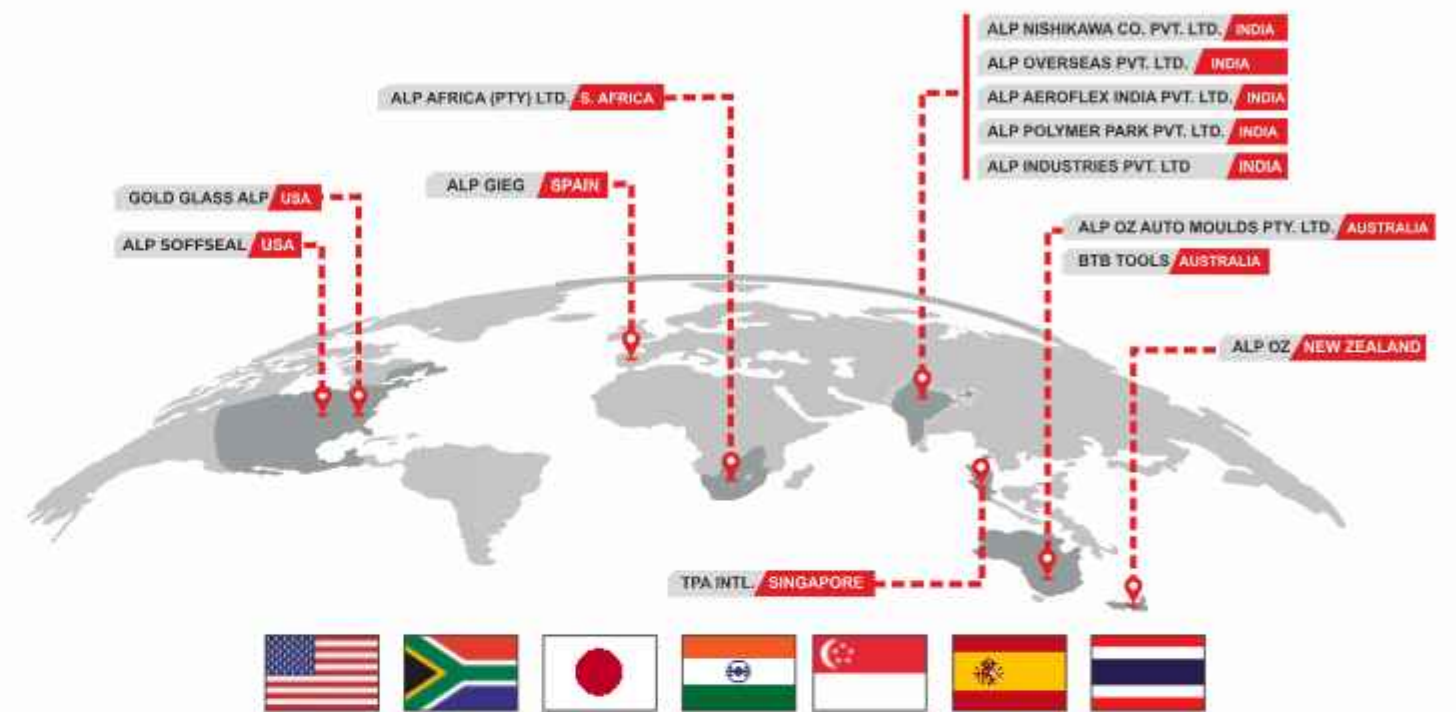 ALP NISHIKAWA CO. PVT. LTD. INDIA
ALP OVERSEAS PVT. LTD. INDIA
ALP AEROFLEX INDIA PVT. LTD. INDIA
ALP POLYMER PARK PVT. LTD. INDIA
ALP INDUSTRIES PVT. LTD INDIA
ALP AFRICA (PTY) LTD. S. AFRICA
ALP GIEG SPAIN
GOLD GLASS ALP USA
ALP SOFFSEAL USA
ALP OZ AUTO MOULDS PTY. LTD. AUSTRALIA
BTB TOOLS AUSTRALIA
ALP OZ NEW ZEALAND
TPA INTL. SINGAPORE